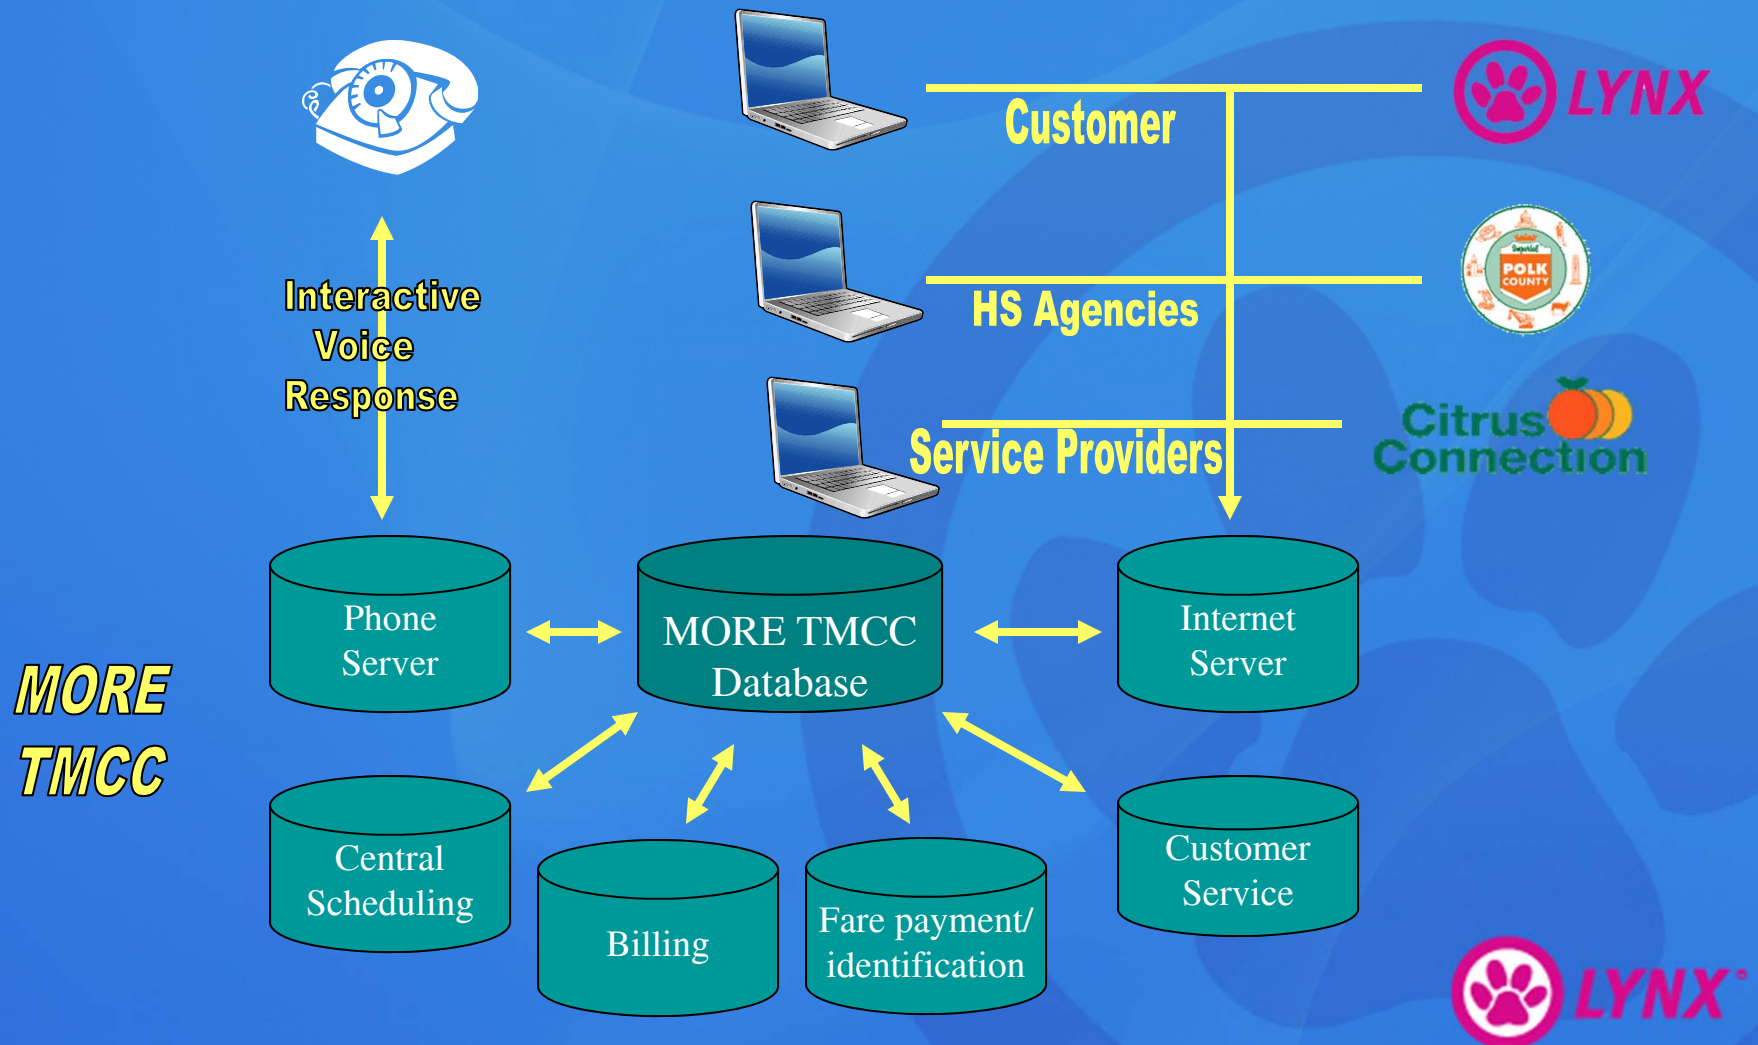 Customer
LYNX
Interactive
Voice
Response
HS Agencies
Imperial
POLK
COUNTY
Service Providers
Citrus
Connection
Phone
Server
MORE TMCC
Database
Internet
Server
MORE
TMCC
Central
Scheduling
Billing
Fare payment/
identification
Customer
Service
LYNX